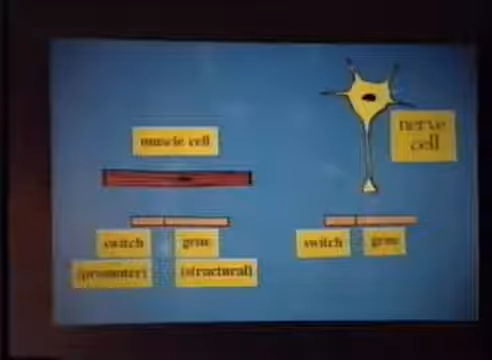 nerve
cell
muscle cell
switch
gene
switch
gene
(promoter)
(structural)